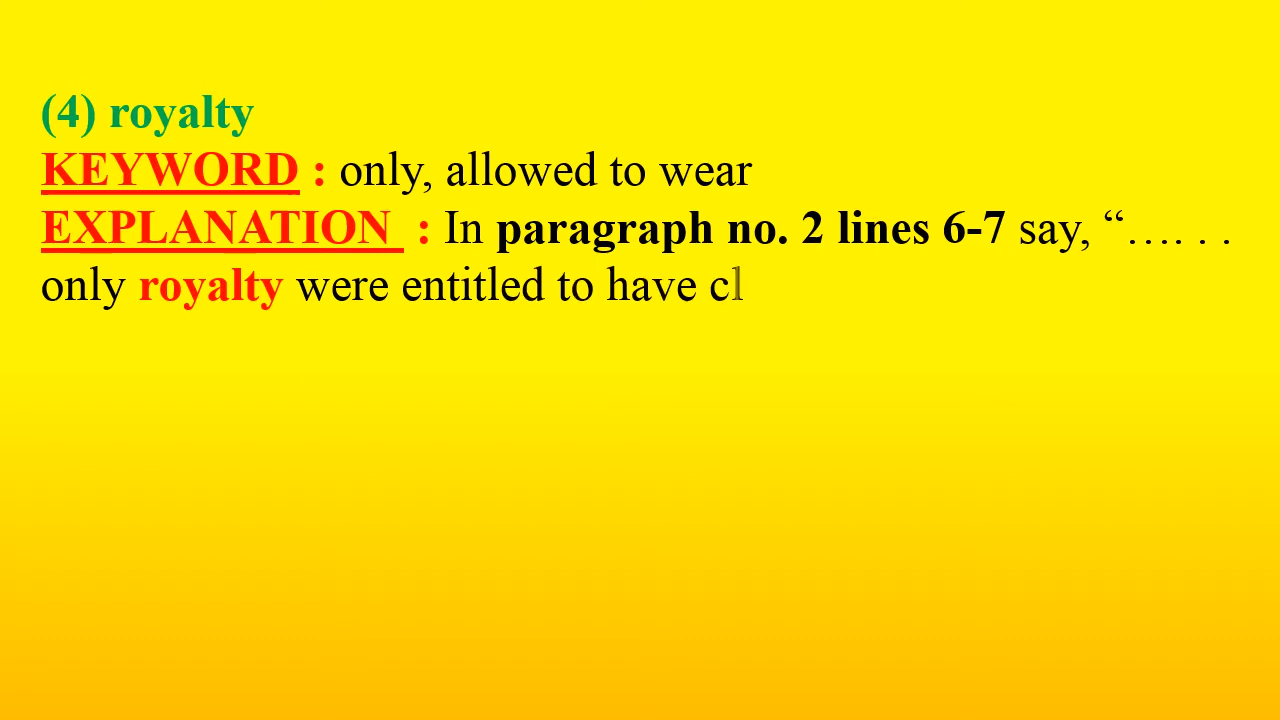 (4) royalty
KEYWORD : only, allowed to wear
EXPLANATION : In paragraph no. 2 lines 6-7 say, “…. . .
only royalty were entitled to have cl